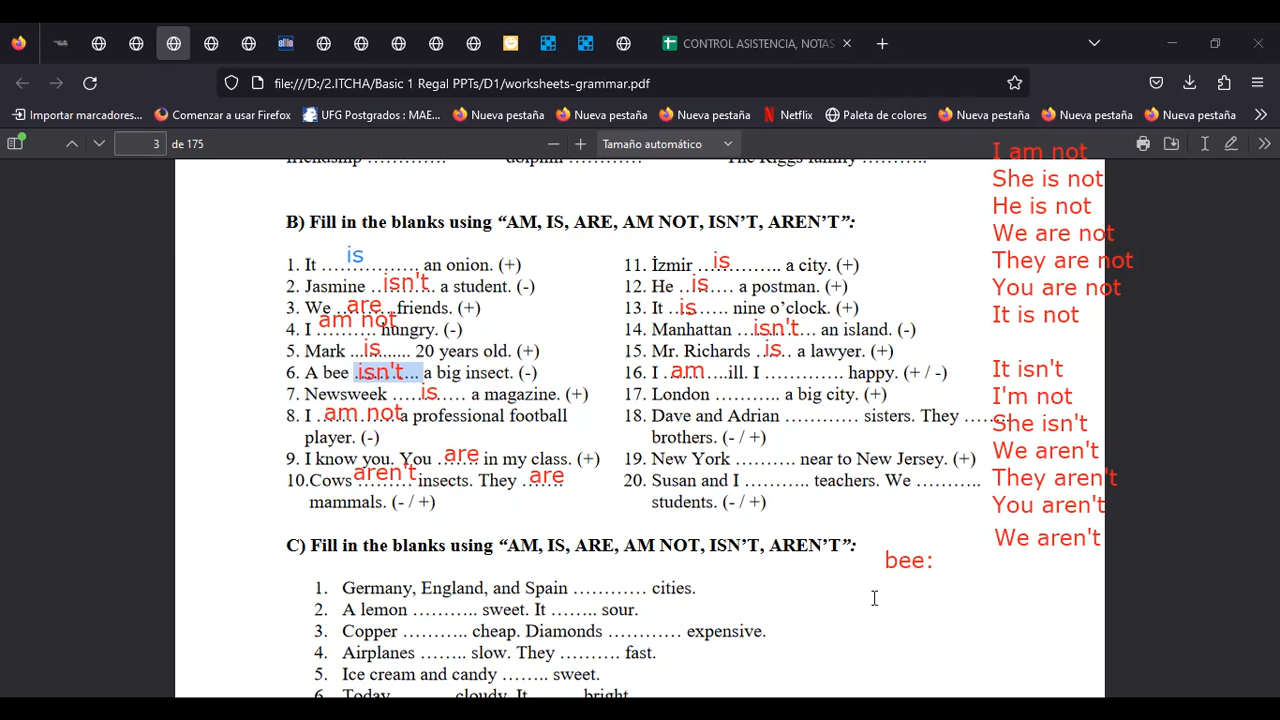 CONTROL ASISTENCIA, NOTAS
file:///D:/2.ITCHA/Basic 1 Regal PPTs/D1/worksheets-grammar.pdf
Importar marcadores... Comenzar a usar Firefox UFG Postgrados : MAE... Nueva pestaña Nueva pestaña Nueva pestaña Netflix Paleta de colores Nueva pestaña Nueva pestaña Nueva pestaña
3 de 175 Tamaño automático
friendship ………… dolphin ………… The Riggs family ………..
B) Fill in the blanks using “AM, IS, ARE, AM NOT, ISN’T, AREN’T”:
1. It ……is……. an onion. (+)
2. Jasmine …isn't….. a student. (-)
3. We …are… friends. (+)
4. I …am not… hungry. (-)
5. Mark …is… 20 years old. (+)
6. A bee …isn't… a big insect. (-)
7. Newsweek …is… a magazine. (+)
8. I …am not… a professional football
player. (-)
9. I know you. You …are… in my class. (+)
10.Cows …aren't… insects. They …are…
mammals. (- / +)
11. İzmir …is….. a city. (+)
12. He …is… a postman. (+)
13. It …is… nine o’clock. (+)
14. Manhattan …isn't… an island. (-)
15. Mr. Richards …is… a lawyer. (+)
16. I …am….ill. I ………… happy. (+ / -)
17. London ……….. a big city. (+)
18. Dave and Adrian ………… sisters. They …….
brothers. (- / +)
19. New York ………. near to New Jersey. (+)
20. Susan and I ……….. teachers. We ………..
students. (- / +)
C) Fill in the blanks using “AM, IS, ARE, AM NOT, ISN’T, AREN’T”:
1. Germany, England, and Spain ………… cities.
2. A lemon ……….. sweet. It …….. sour.
3. Copper ……….. cheap. Diamonds ………… expensive.
4. Airplanes …….. slow. They ………. fast.
5. Ice cream and candy …….. sweet.
6. Today ……… cloudy. It ……… bright.
I am not
She is not
He is not
We are not
They are not
You are not
It is not
It isn't
I'm not
She isn't
We aren't
They aren't
You aren't
We aren't
bee: